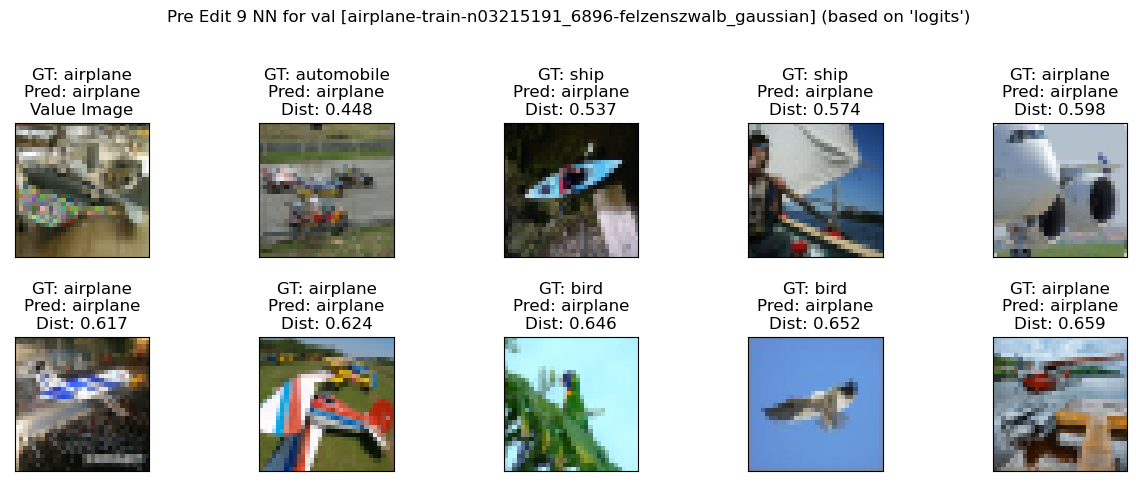 Pre Edit 9 NN for val [airplane-train-n03215191_6896-felzenszwalb_gaussian] (based on 'logits')
GT: airplane
Pred: airplane
Value Image
GT: automobile
Pred: airplane
Dist: 0.448
GT: ship
Pred: airplane
Dist: 0.537
GT: ship
Pred: airplane
Dist: 0.574
GT: airplane
Pred: airplane
Dist: 0.598
GT: airplane
Pred: airplane
Dist: 0.617
GT: airplane
Pred: airplane
Dist: 0.624
GT: bird
Pred: airplane
Dist: 0.646
GT: bird
Pred: airplane
Dist: 0.652
GT: airplane
Pred: airplane
Dist: 0.659